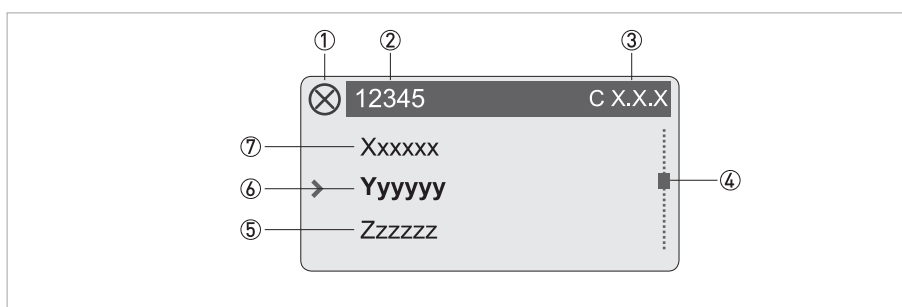 ① ② ③
12345 C X.X.X
⑦ Xxxxxx
⑥ Yyyyyy ④
⑤ Zzzzzz